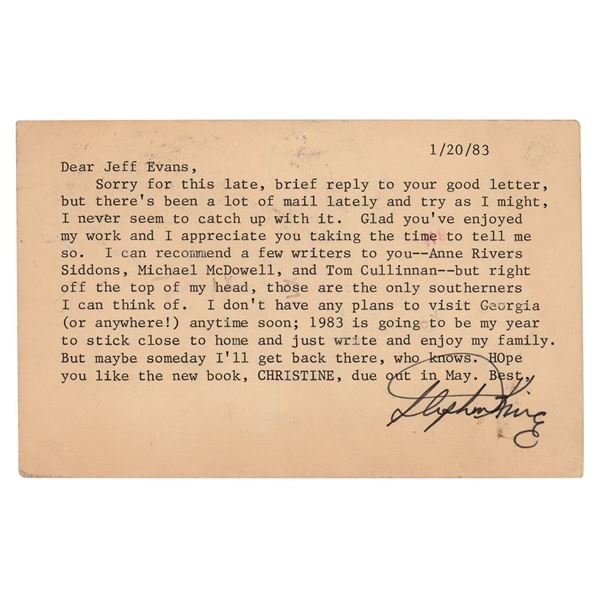 1/20/83
Dear Jeff Evans,
Sorry for this late, brief reply to your good letter,
but there's been a lot of mail lately and try as I might,
I never seem to catch up with it. Glad you've enjoyed
my work and I appreciate you taking the time to tell me
so. I can recommend a few writers to you--Anne Rivers
Siddons, Michael McDowell, and Tom Cullinnan--but right
off the top of my head, those are the only southerners
I can think of. I don't have any plans to visit Georgia
(or anywhere!) anytime soon; 1983 is going to be my year
to stick close to home and just write and enjoy my family.
But maybe someday I'll get back there, who knows. HOpe
you like the new book, CHRISTINE, due out in May. Best,
Stephen King